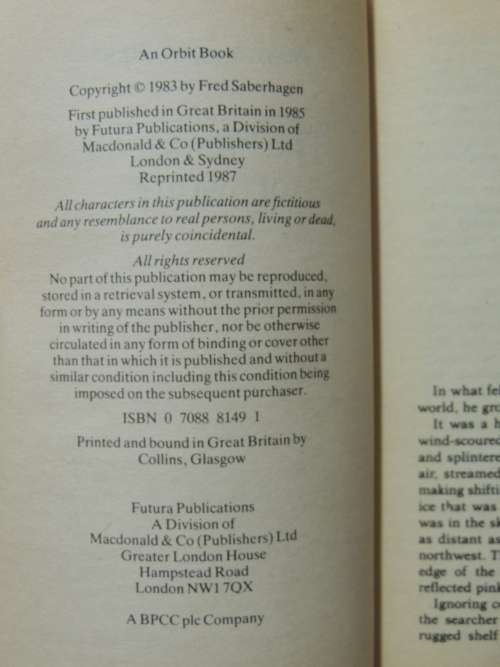 An Orbit Book
Copyright © 1983 by Fred Saberhagen
First published in Great Britain in 1985
by Futura Publications, a Division of
Macdonald & Co (Publishers) Ltd
London & Sydney
Reprinted 1987
All characters in this publication are fictitious
and any resemblance to real persons, living or dead,
is purely coincidental.
All rights reserved
No part of this publication may be reproduced,
stored in a retrieval system, or transmitted, in any
form or by any means without the prior permission
in writing of the publisher, nor be otherwise
circulated in any form of binding or cover other
than that in which it is published and without a
similar condition including this condition being
imposed on the subsequent purchaser.
ISBN 0 7088 8149 1
Printed and bound in Great Britain by
Collins, Glasgow
Futura Publications
A Division of
Macdonald & Co (Publishers) Ltd
Greater London House
Hampstead Road
London NW1 7QX
A BPCC plc Company
In what
world, he
It was a
wind-scoured
and splintere
air, streamed
making shifti
ice that was
was in the
as distant as
northwest.
edge of the
reflected
Ignoring
the searcher
rugged shelf